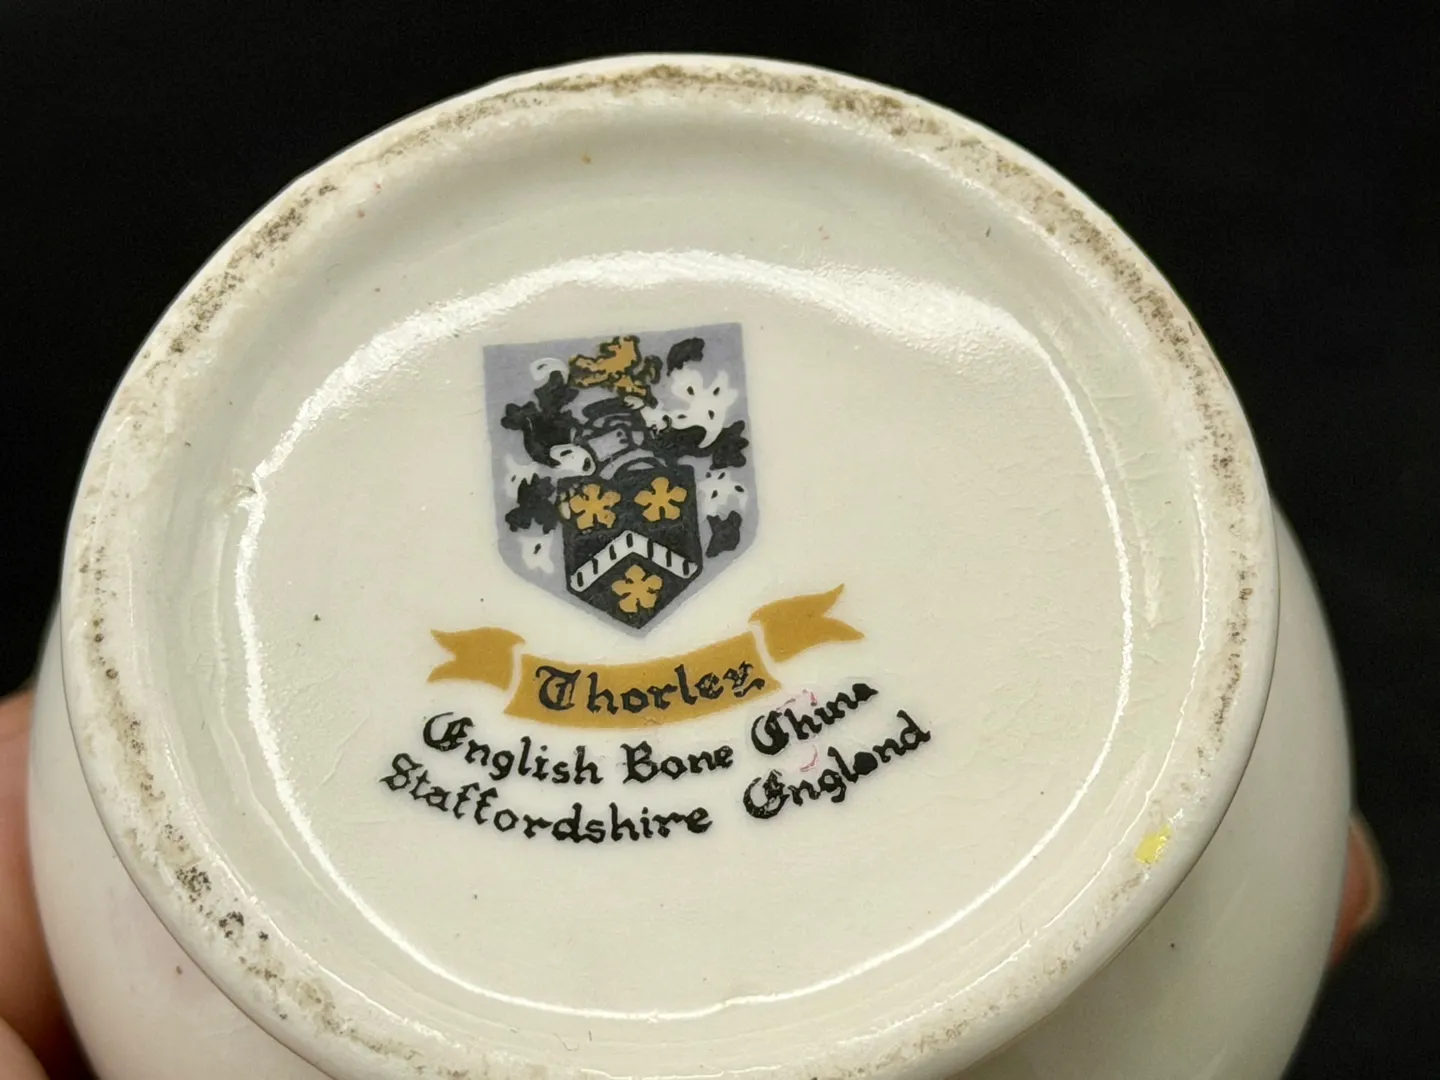 Thorley
English Bone China
Staffordshire England